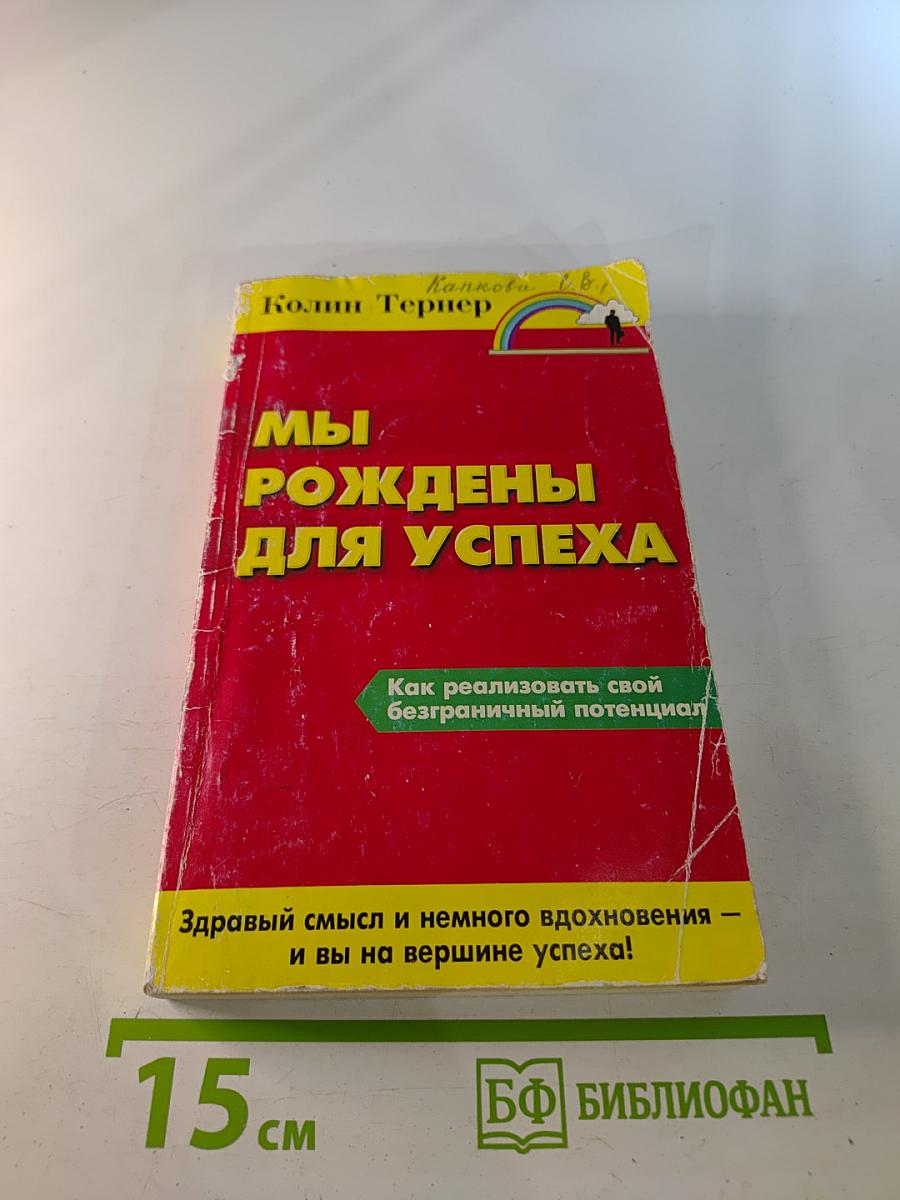 Капкова С.В.
Колин Тернер
МЫ
РОЖДЕНЫ
ДЛЯ УСПЕХА
Как реализовать свой
безграничный потенциал
Здравый смысл и немного вдохновения –
и вы на вершине успеха!
15 см
БФ БИБЛИОФАН